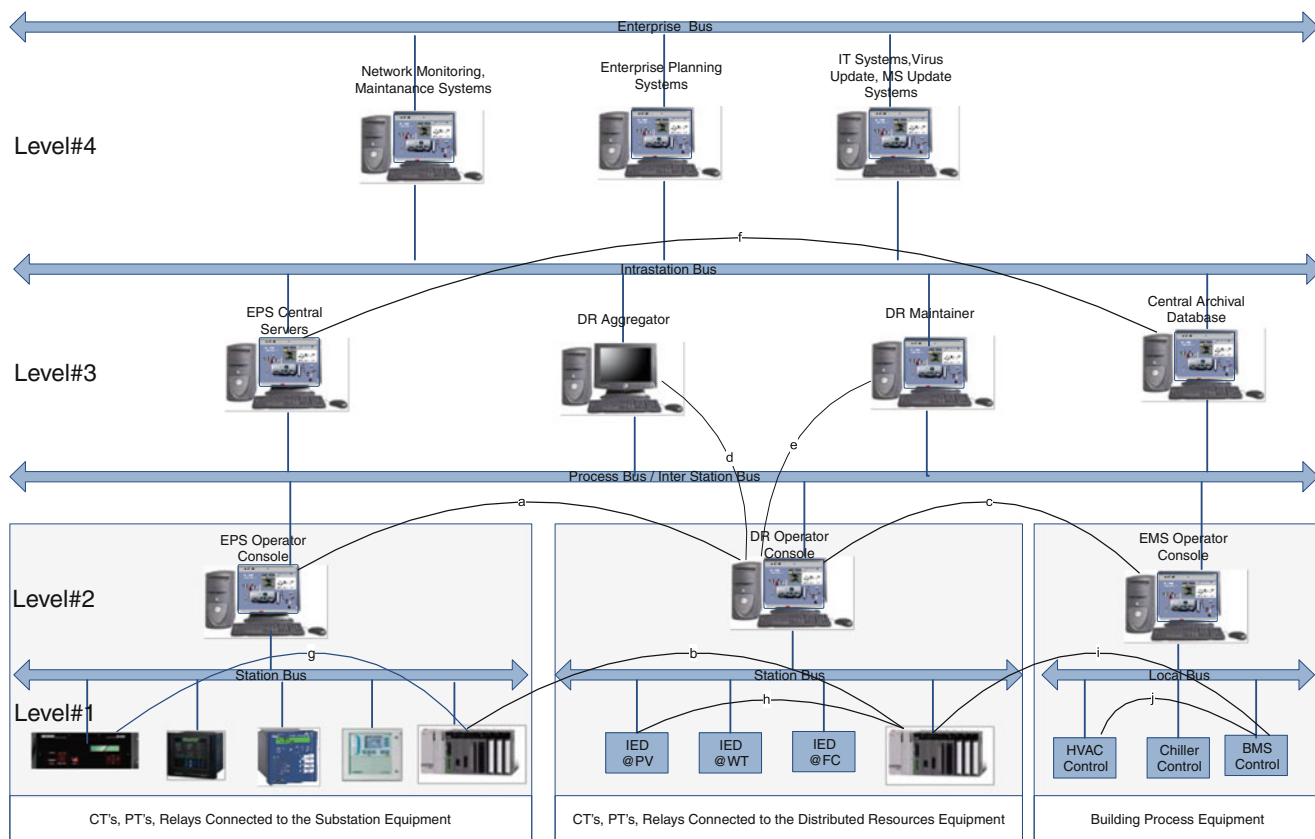 Enterprise Bus
Network Monitoring,
Maintanance Systems
Enterprise Planning
Systems
IT Systems,Virus
Update, MS Update
Systems
Level#4
f
Intrastation Bus
EPS Central
Servers
DR Aggregator
DR Maintainer
Central Archival
Database
Level#3
d
e
Process Bus / Inter Station Bus
a
c
EPS Operator
Console
DR Operator
Console
EMS Operator
Console
Level#2
g
b
i
Station Bus
Station Bus
Local Bus
Level#1
h
j
IED
@PV
IED
@WT
IED
@FC
HVAC
Control
Chiller
Control
BMS
Control
CT's, PT's, Relays Connected to the Substation Equipment
CT's, PT's, Relays Connected to the Distributed Resources Equipment
Building Process Equipment